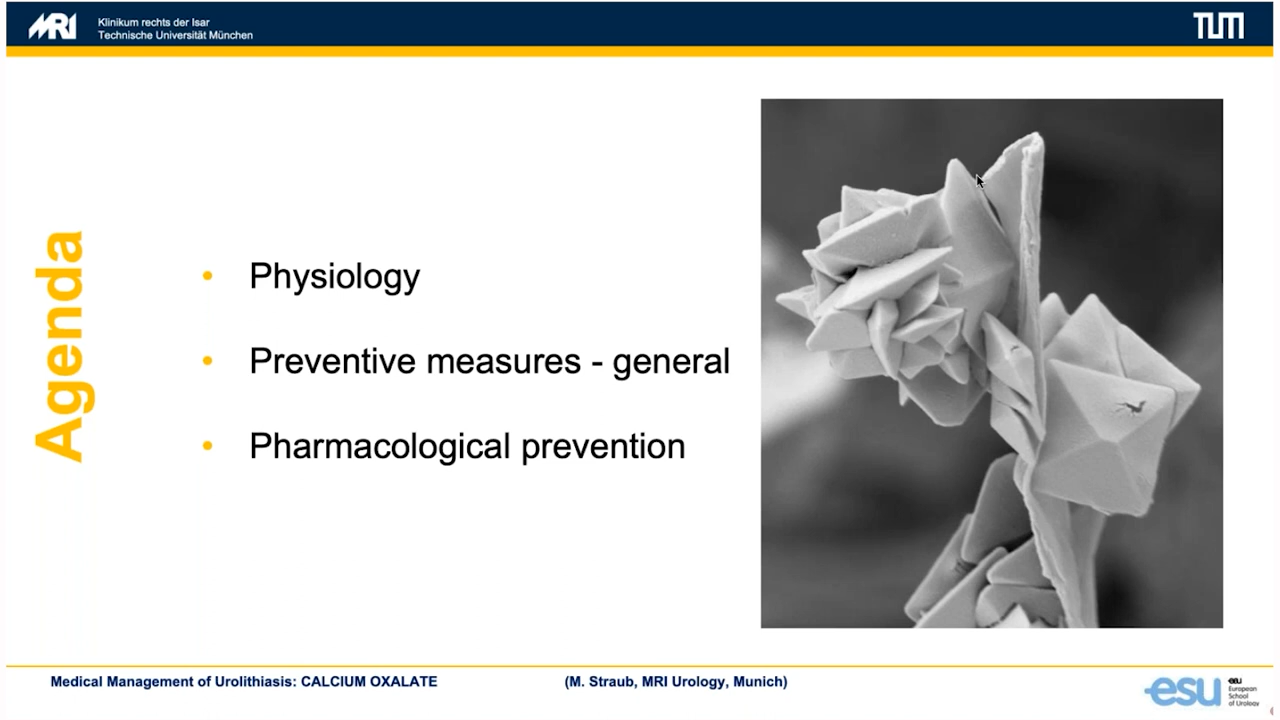 MRI
Klinikum rechts der Isar
Technische Universität München
TUM
Agenda
• Physiology
• Preventive measures - general
• Pharmacological prevention
Medical Management of Urolithiasis: CALCIUM OXALATE
(M. Straub, MRI Urology, Munich)
esu
eau
European
School
of Urology